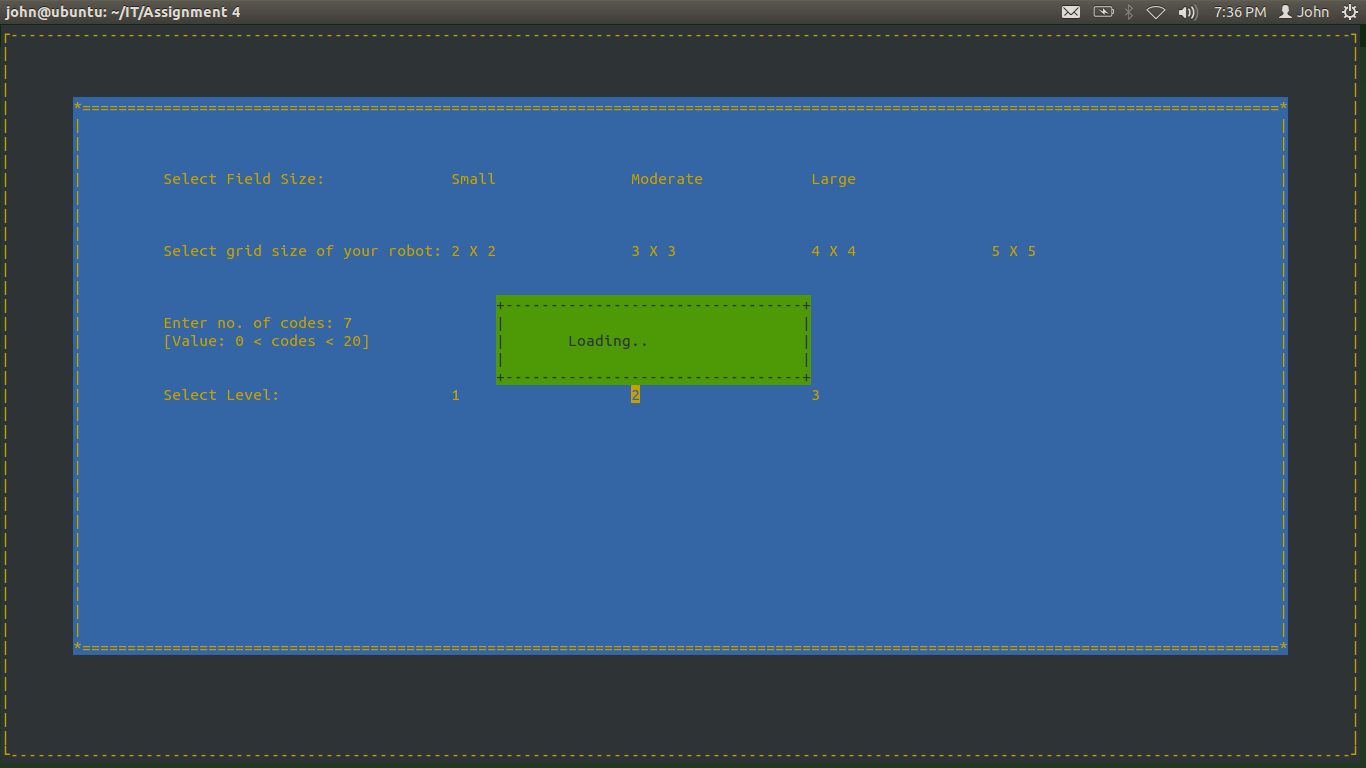 john@ubuntu: ~/IT/Assignment 4 7:36 PM John
Select Field Size: Small Moderate Large
Select grid size of your robot: 2 X 2 3 X 3 4 X 4 5 X 5
Enter no. of codes: 7
[Value: 0 < codes < 20]
Loading..
Select Level: 1 2 3